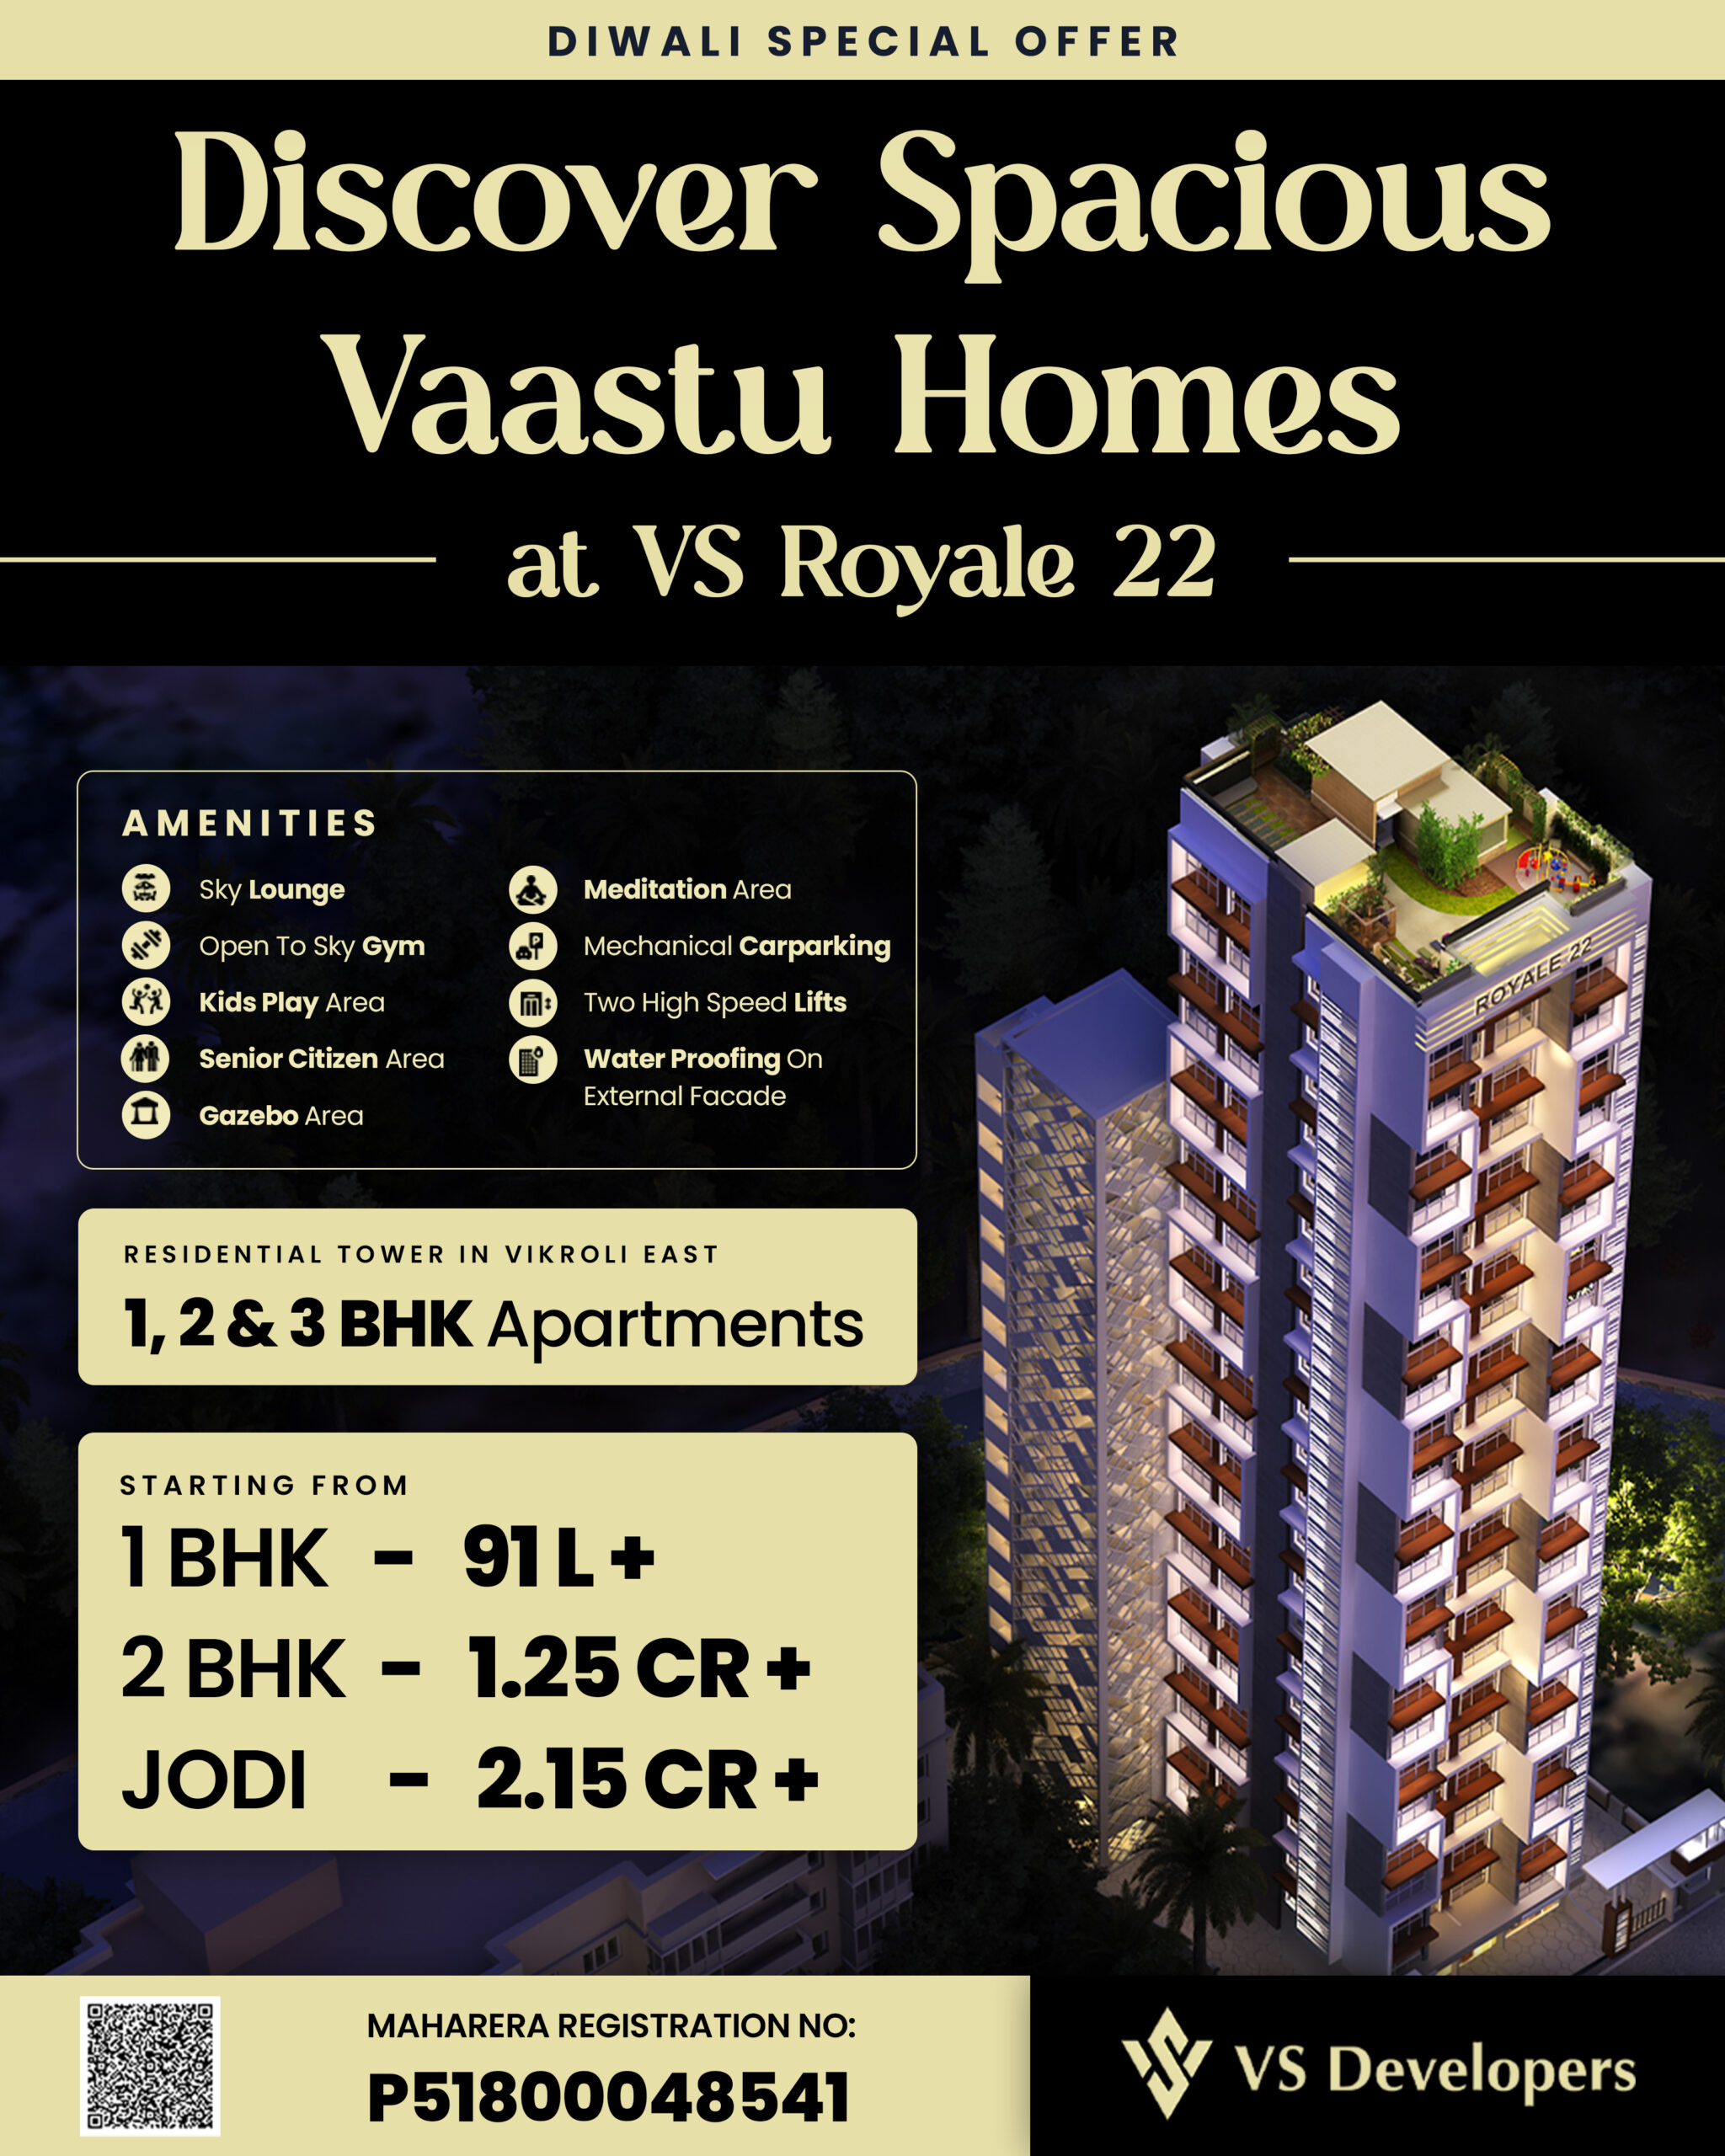 DIWALI SPECIAL OFFER
Discover Spacious
Vaastu Homes
at VS Royale 22
AMENITIES
Sky Lounge
Open To Sky Gym
Kids Play Area
Senior Citizen Area
Gazebo Area
Meditation Area
Mechanical Carparking
Two High Speed Lifts
Water Proofing On
External Facade
ROYALE 22
RESIDENTIAL TOWER IN VIKROLI EAST
1, 2 & 3 BHK Apartments
STARTING FROM
1 BHK - 91 L +
2 BHK - 1.25 CR +
JODI - 2.15 CR +
MAHARERA REGISTRATION NO:
P51800048541
VS Developers